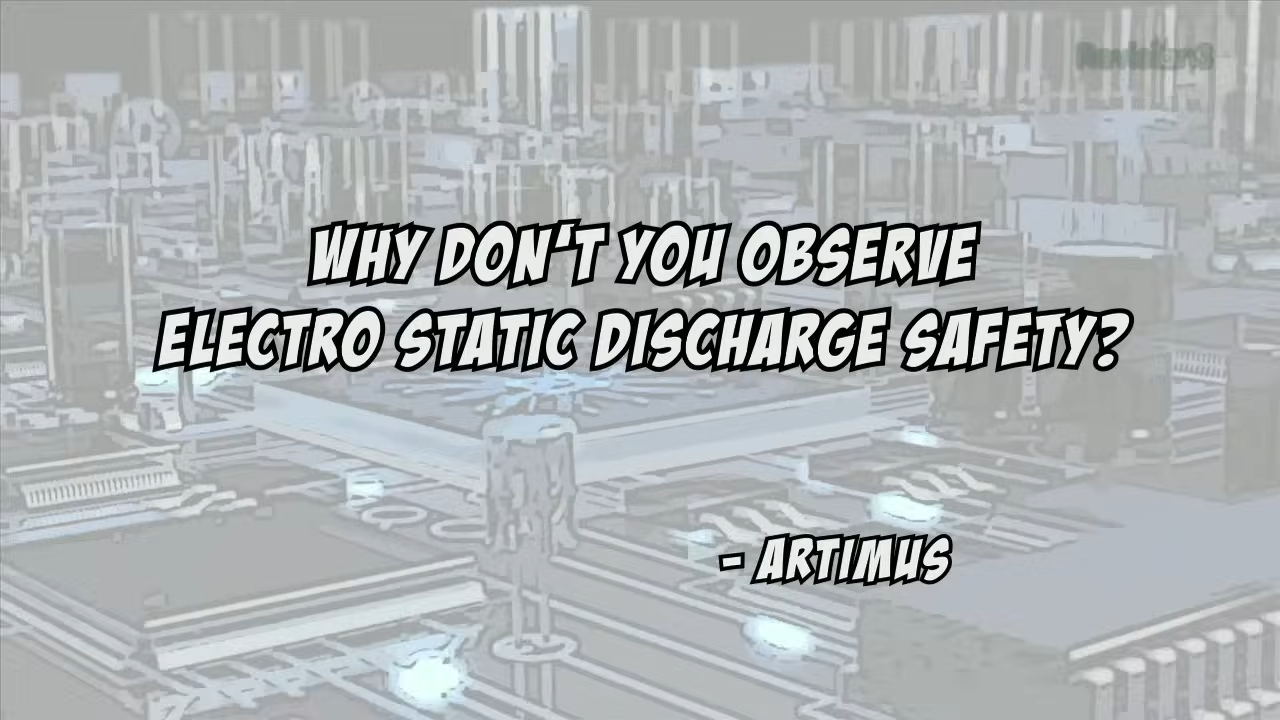 WHY DON'T YOU OBSERVE
ELECTRO STATIC DISCHARGE SAFETY?
- ARTIMUS